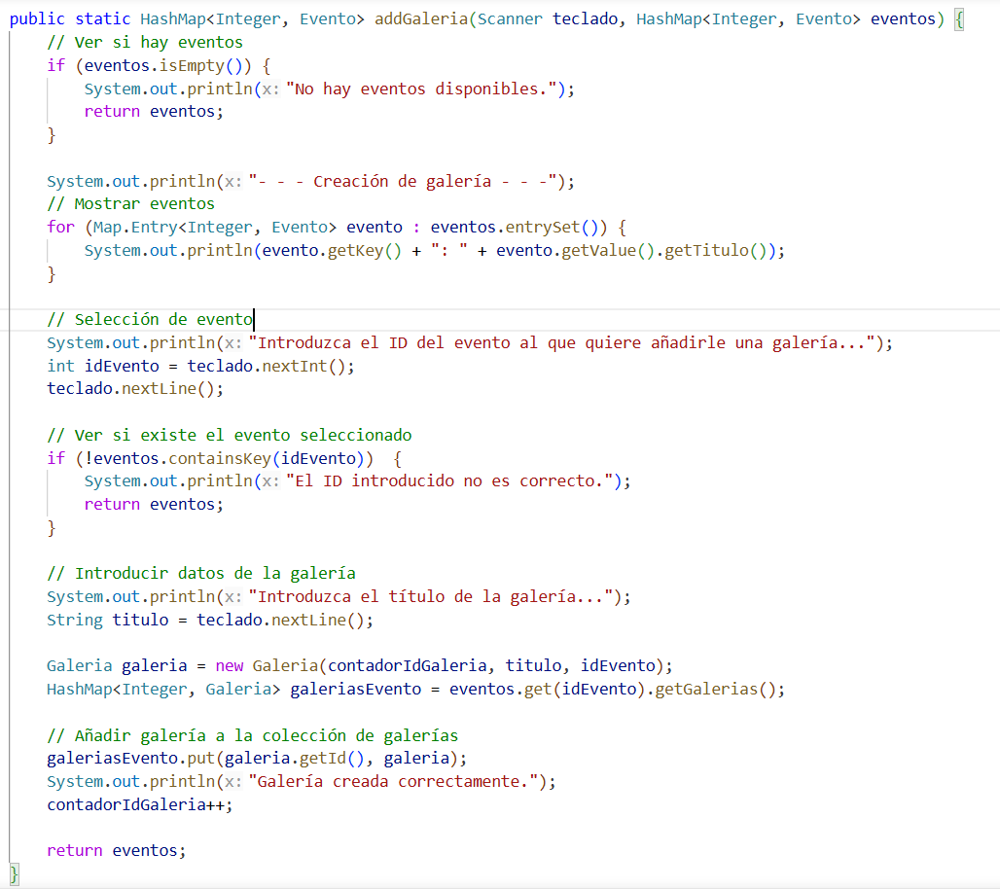 public static HashMap<Integer, Evento> addGaleria(Scanner teclado, HashMap<Integer, Evento> eventos) {
    // Ver si hay eventos
    if (eventos.isEmpty()) {
        System.out.println(x: "No hay eventos disponibles.");
        return eventos;
    }

    System.out.println(x: "- - - Creación de galería - - -");
    // Mostrar eventos
    for (Map.Entry<Integer, Evento> evento : eventos.entrySet()) {
        System.out.println(evento.getKey() + ": " + evento.getValue().getTitulo());
    }

    // Selección de evento
    System.out.println(x: "Introduzca el ID del evento al que quiere añadirle una galería...");
    int idEvento = teclado.nextInt();
    teclado.nextLine();

    // Ver si existe el evento seleccionado
    if (!eventos.containsKey(idEvento))  {
        System.out.println(x: "El ID introducido no es correcto.");
        return eventos;
    }

    // Introducir datos de la galería
    System.out.println(x: "Introduzca el título de la galería...");
    String titulo = teclado.nextLine();

    Galeria galeria = new Galeria(contadorIdGaleria, titulo, idEvento);
    HashMap<Integer, Galeria> galeriasEvento = eventos.get(idEvento).getGalerias();

    // Añadir galería a la colección de galerías
    galeriasEvento.put(galeria.getId(), galeria);
    System.out.println(x: "Galería creada correctamente.");
    contadorIdGaleria++;

    return eventos;
}